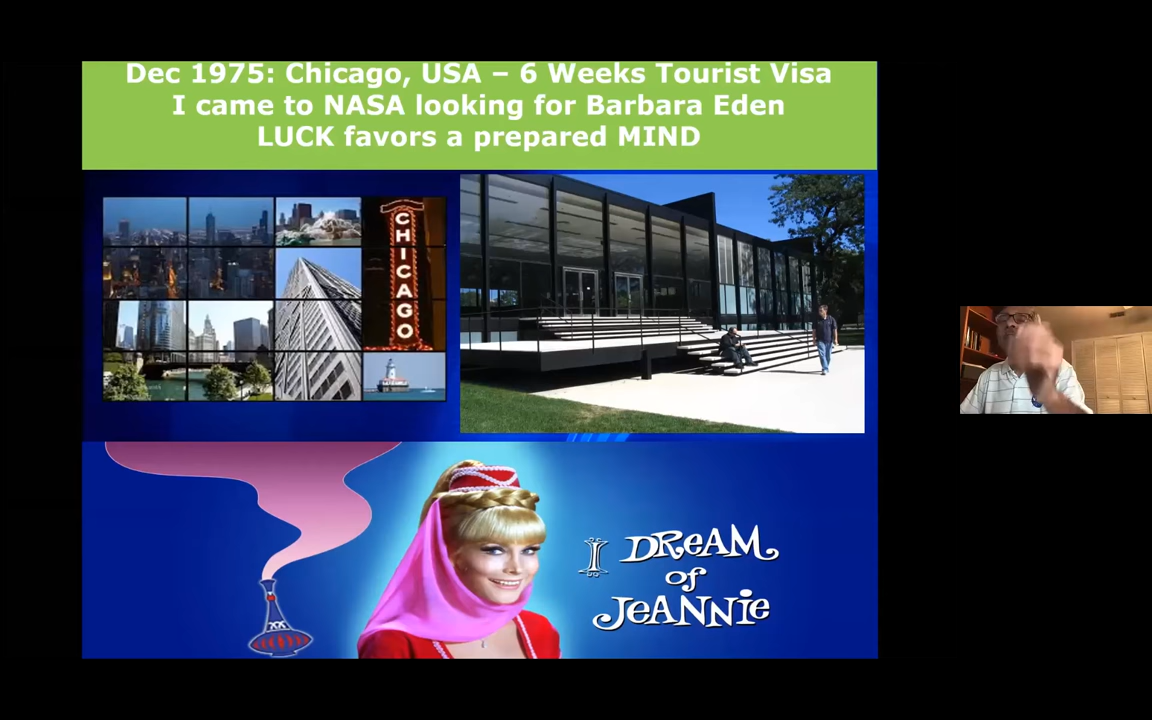 Dec 1975: Chicago, USA – 6 Weeks Tourist Visa
I came to NASA looking for Barbara Eden
LUCK favors a prepared MIND
CHICAGO
I DREAM
OF
JEANNIE